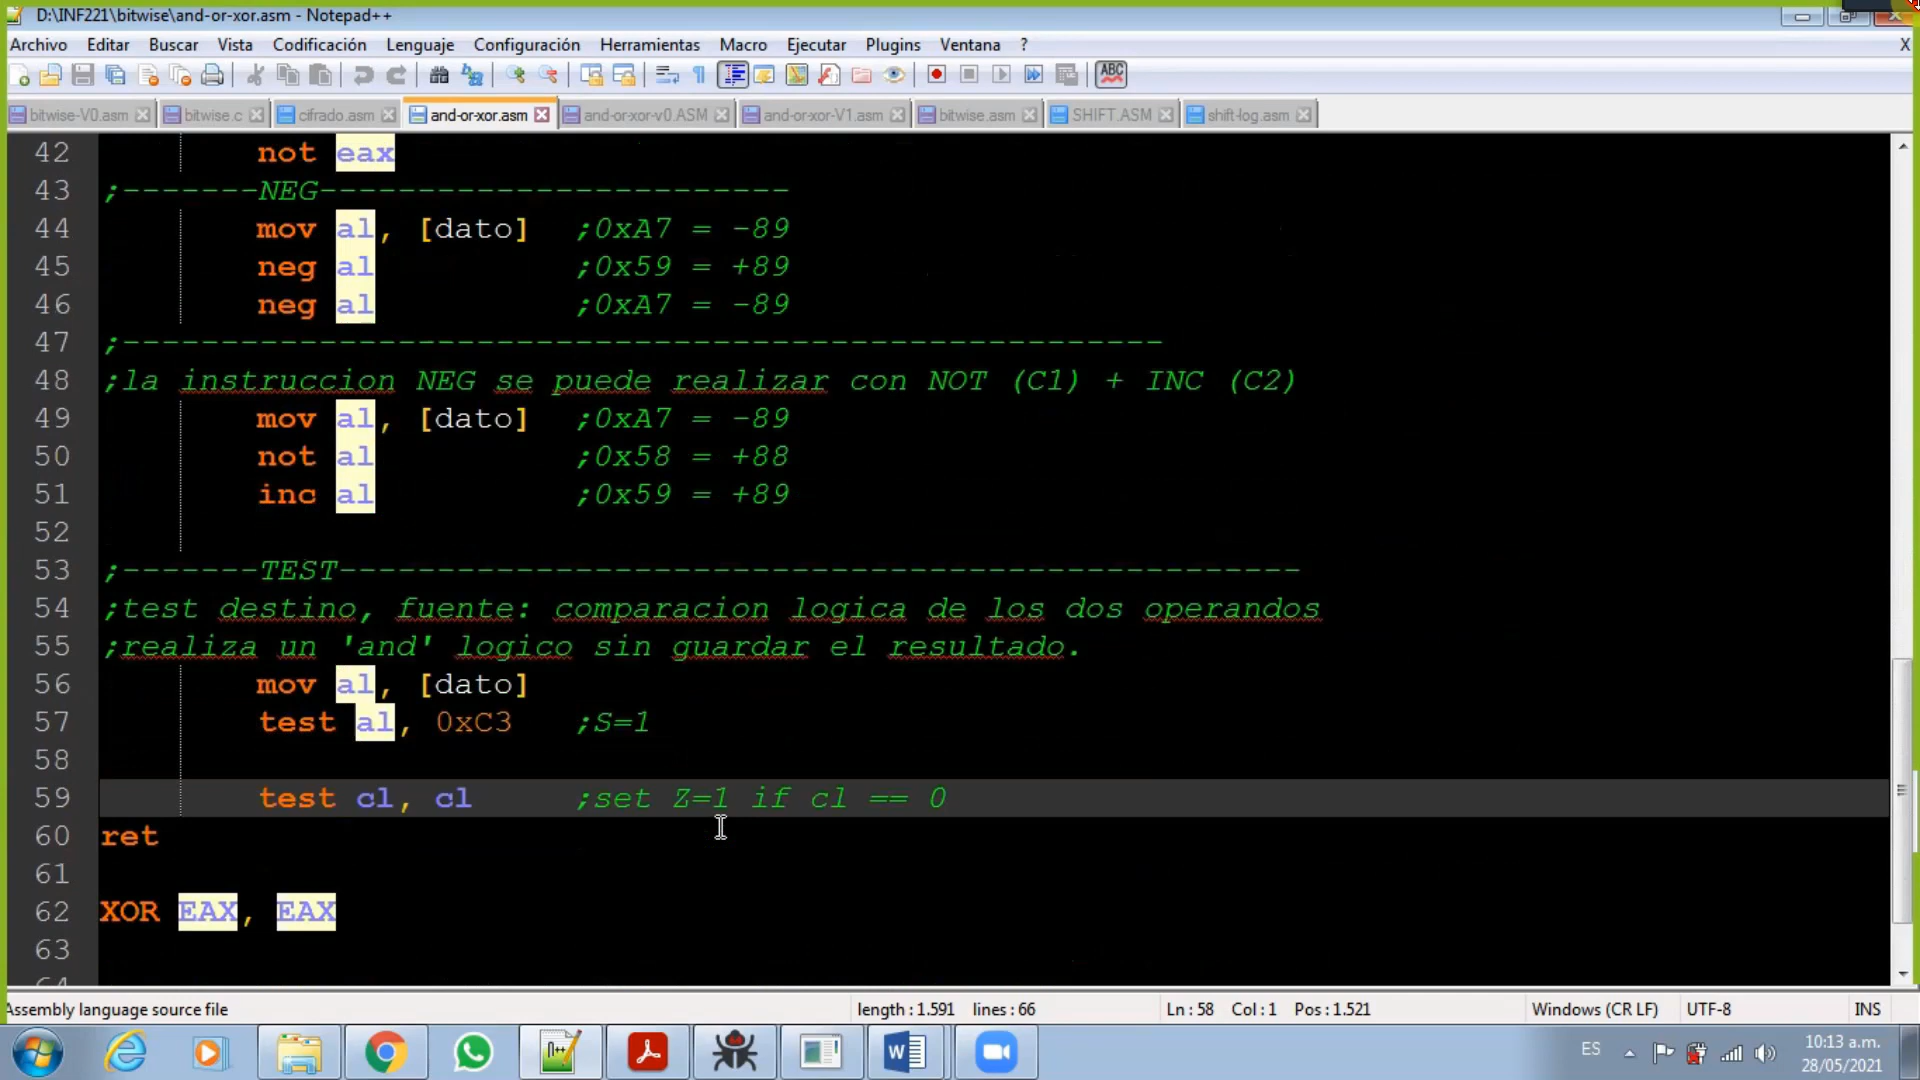 D:\INF221\bitwise\and-or-xor.asm - Notepad++
Archivo Editar Buscar Vista Codificación Lenguaje Configuración Herramientas Macro Ejecutar Plugins Ventana ? X
ABC
bitwise-V0.asm bitwise.c cifrado.asm and-or-xor.asm and-or-xor-v0.ASM and-or-xor-V1.asm bitwise.asm SHIFT.ASM shift-log.asm
42 not eax
43 ;-------NEG------------------------
44 mov al, [dato] ;0xA7 = -89
45 neg al ;0x59 = +89
46 neg al ;0xA7 = -89
47 ;-----------------------------------------------------
48 ;la instruccion NEG se puede realizar con NOT (C1) + INC (C2)
49 mov al, [dato] ;0xA7 = -89
50 not al ;0x58 = +88
51 inc al ;0x59 = +89
52
53 ;-------TEST-------------------------------------------------
54 ;test destino, fuente: comparacion logica de los dos operandos
55 ;realiza un 'and' logico sin guardar el resultado.
56 mov al, [dato]
57 test al, 0xC3 ;S=1
58
59 test cl, cl ;set Z=1 if cl == 0
60 ret
61
62 XOR EAX, EAX
63
64
Assembly language source file length : 1.591 lines : 66 Ln : 58 Col : 1 Pos : 1.521 Windows (CR LF) UTF-8 INS
ES 10:13 a.m.
28/05/2021